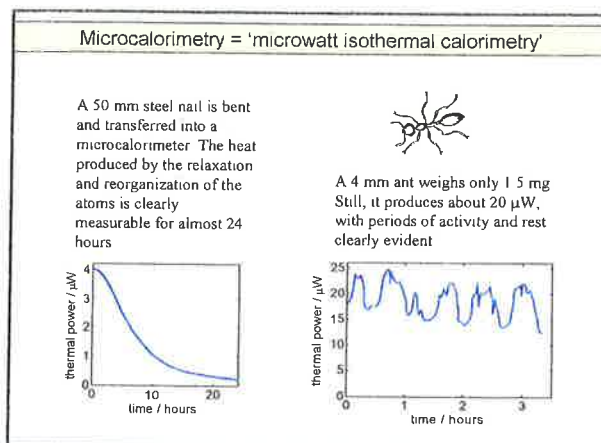 Microcalorimetry = 'microwatt isothermal calorimetry'
A 50 mm steel nail is bent
and transferred into a
microcalorimeter The heat
produced by the relaxation
and reorganization of the
atoms is clearly
measurable for almost 24
hours
thermal power / µW
4
3
2
1
0
0
10
20
time / hours
A 4 mm ant weighs only 1 5 mg
Still, it produces about 20 µW,
with periods of activity and rest
clearly evident
thermal power / µW
25
20
15
10
5
0
0
1
2
3
time / hours